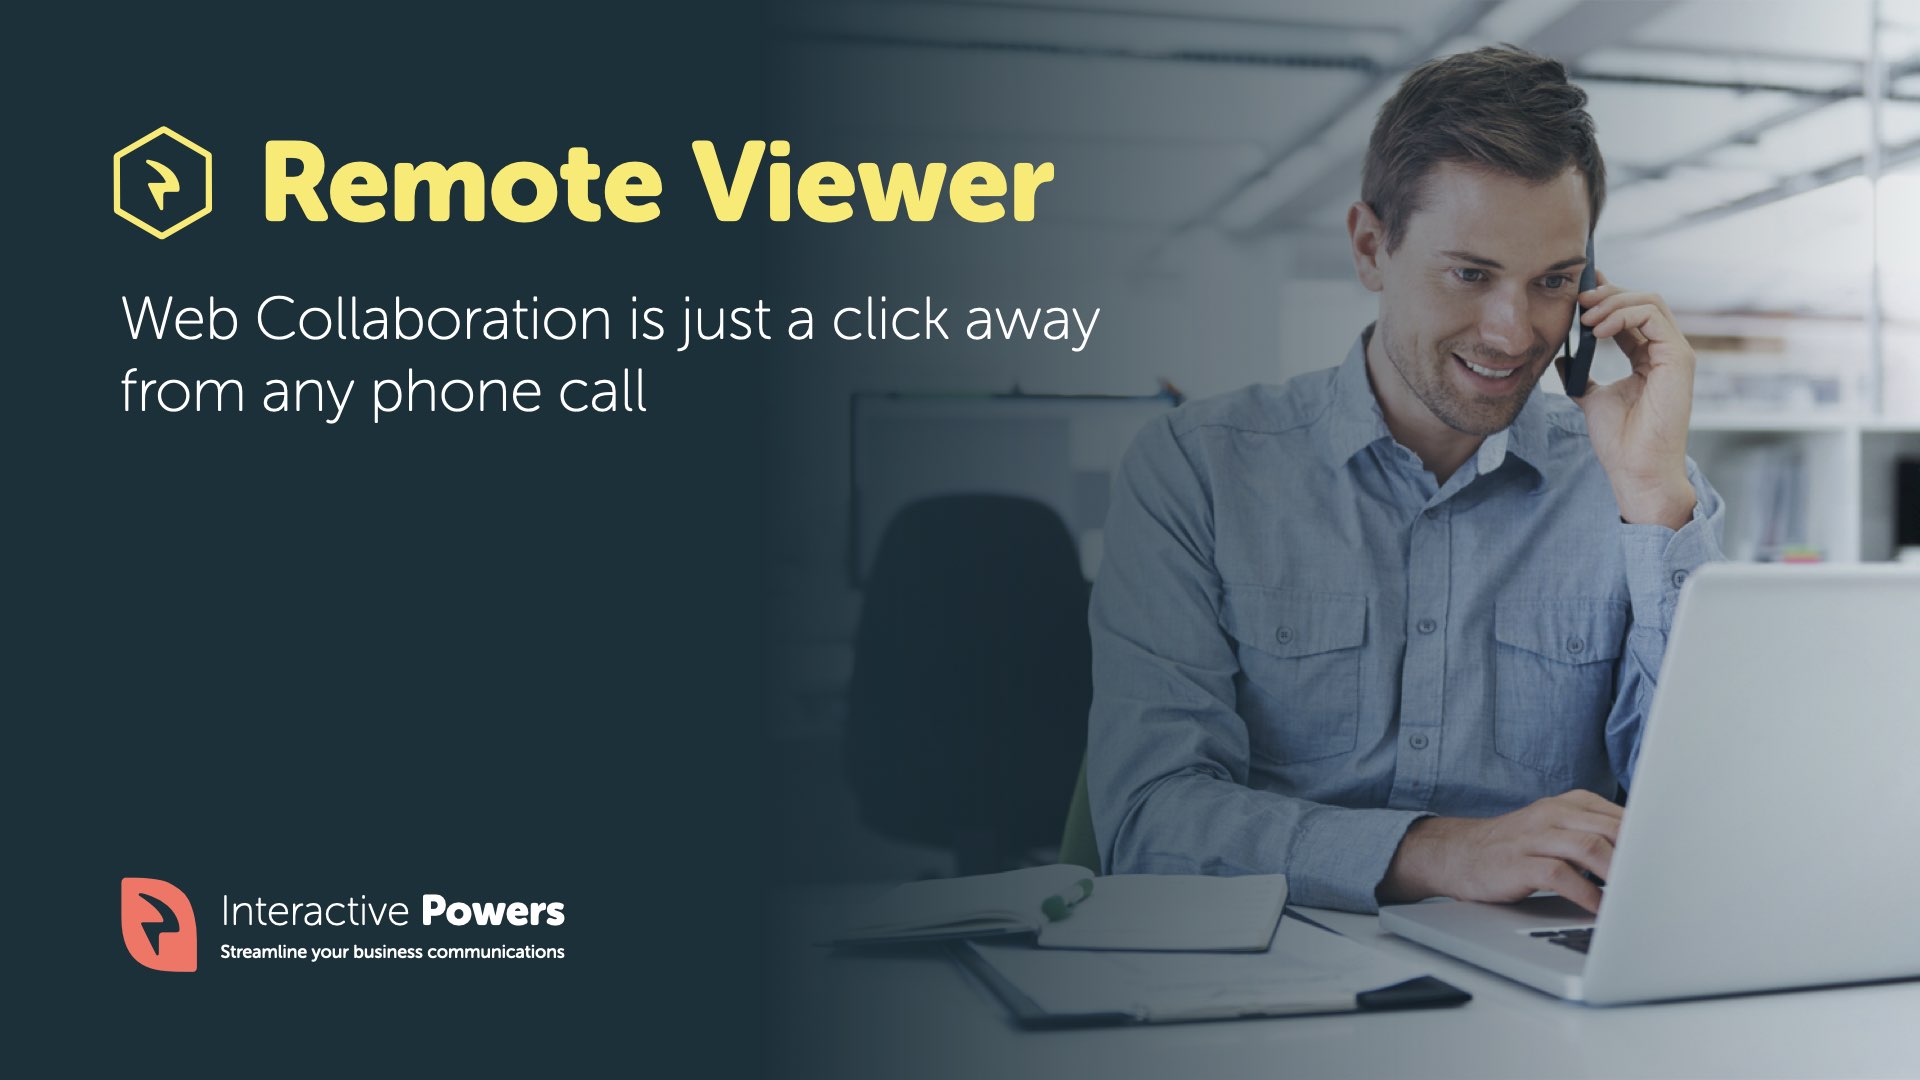 Remote Viewer
Web Collaboration is just a click away
from any phone call
Interactive Powers
Streamline your business communications